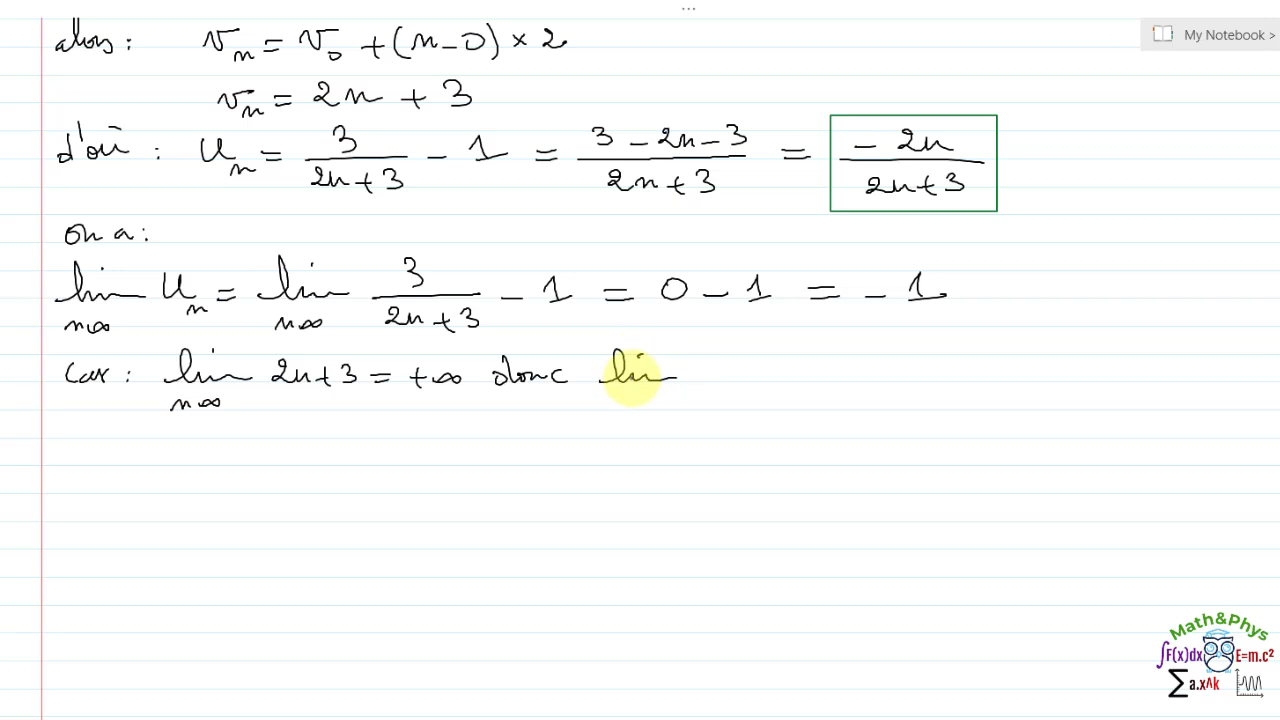 ...
My Notebook >
alors : v_n = v_0 + (n - 0) × 2
v_n = 2n + 3
d'où : U_n = 3/(2n + 3) - 1 = (3 - 2n - 3)/(2n + 3) = - 2n/(2n + 3)
on a :
lim n∞ U_n = lim n∞ 3/(2n + 3) - 1 = 0 - 1 = - 1
car : lim n∞ 2n + 3 = +∞ donc lim
Math&Phys
∫F(x)dx E=m.c²
∑ a.x^k